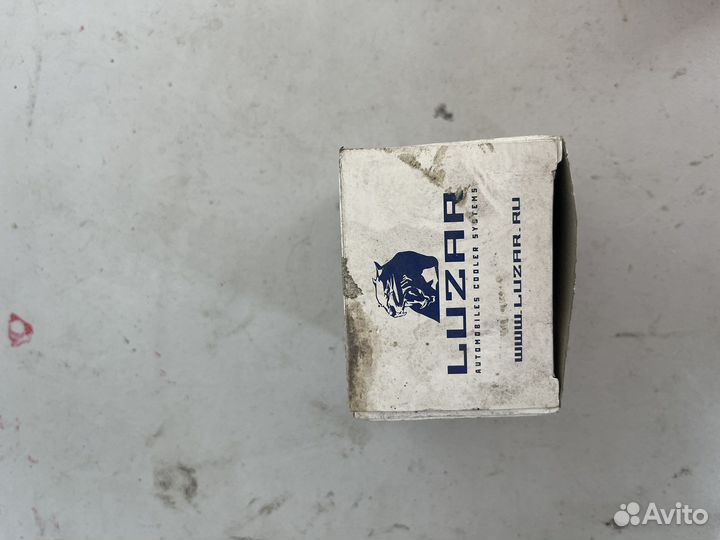 LUZAR
AUTOMOBILES COOLER SYSTEMS
WWW.LUZAR.RU
Avito